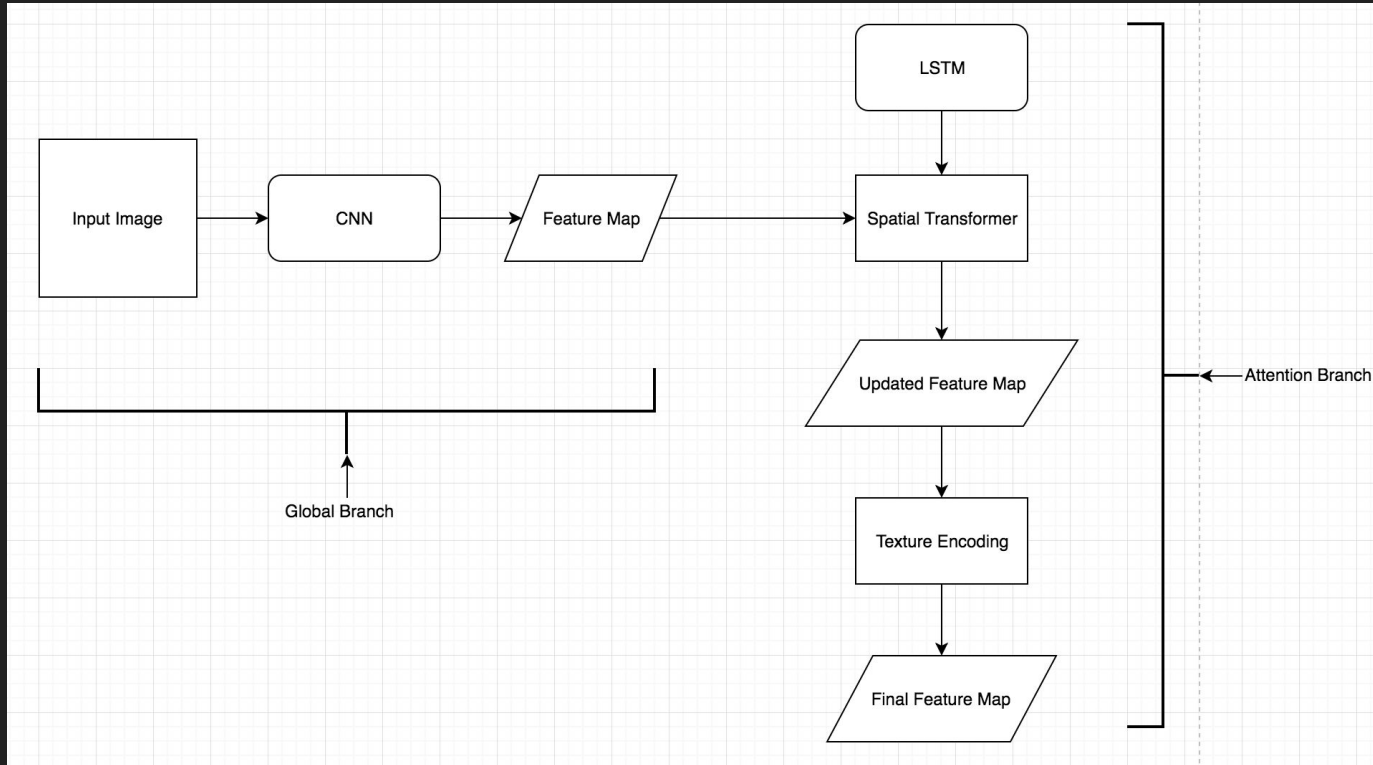 LSTM
Input Image
CNN
Feature Map
Spatial Transformer
Updated Feature Map
Attention Branch
Global Branch
Texture Encoding
Final Feature Map